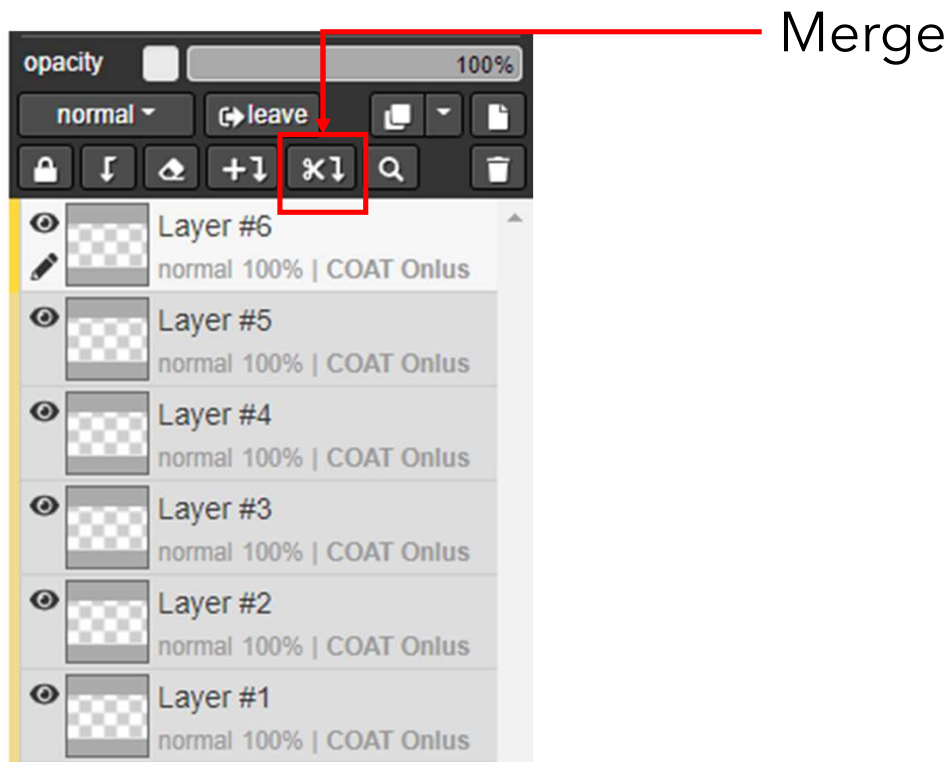 Merge
opacity 100%
normal leave
Layer #6
normal 100% | COAT Onlus
Layer #5
normal 100% | COAT Onlus
Layer #4
normal 100% | COAT Onlus
Layer #3
normal 100% | COAT Onlus
Layer #2
normal 100% | COAT Onlus
Layer #1
normal 100% | COAT Onlus